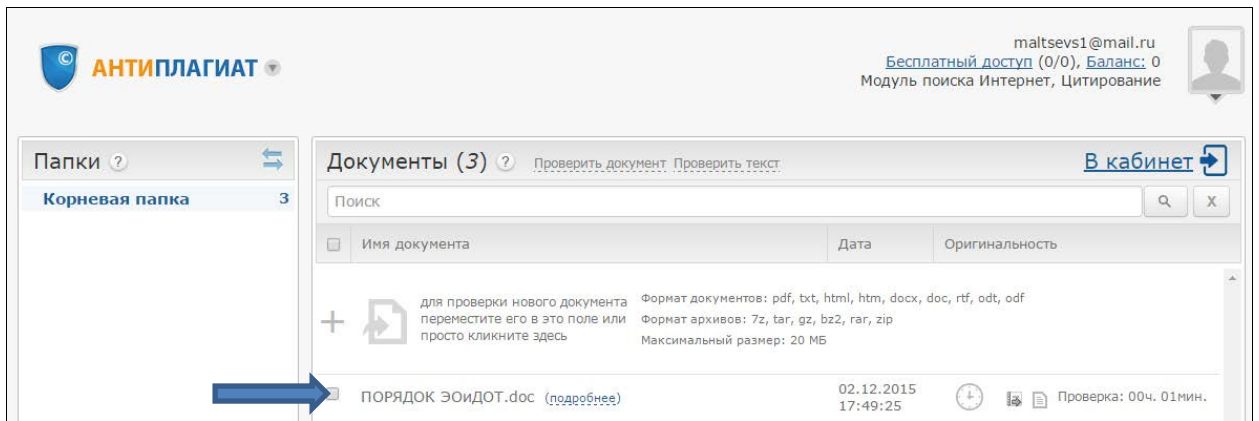 maltsevs1@mail.ru
© АНТИПЛАГИАТ
Бесплатный доступ (0/0), Баланс: 0
Модуль поиска Интернет, Цитирование
Папки ?
Корневая папка 3
Документы (3) ? Проверить документ Проверить текст В кабинет
Поиск X
Имя документа Дата Оригинальность
для проверки нового документа
переместите его в это поле или
просто кликните здесь
Формат документов: pdf, txt, html, htm, docx, doc, rtf, odt, odf
Формат архивов: 7z, tar, gz, bz2, rar, zip
Максимальный размер: 20 МБ
ПОРЯДОК ЭОиДОТ.doc (подробнее)
02.12.2015
17:49:25
Проверка: 00ч. 01мин.